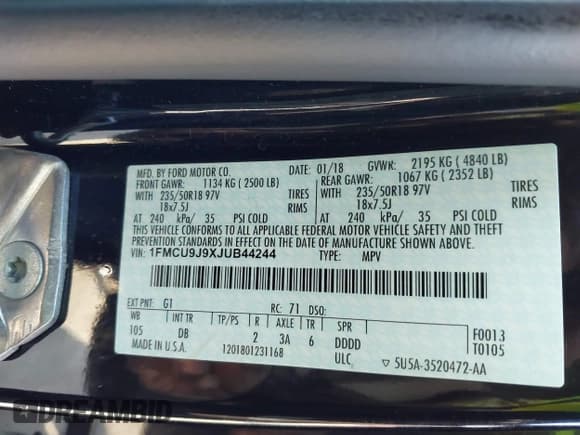 MFD. BY FORD MOTOR CO. DATE: 01/18 GVWR: 2195 KG ( 4840 LB)
FRONT GAWR: 1134 KG ( 2500 LB) REAR GAWR: 1067 KG ( 2352 LB)
WITH 235/50R18 97V TIRES WITH 235/50R18 97V TIRES
18x7.5J RIMS 18x7.5J RIMS
AT 240 kPa/ 35 PSI COLD AT 240 kPa/ 35 PSI COLD
THIS VEHICLE CONFORMS TO ALL APPLICABLE FEDERAL MOTOR VEHICLE SAFETY AND THEFT
PREVENTION STANDARDS IN EFFECT ON THE DATE OF MANUFACTURE SHOWN ABOVE.
VIN: 1FMCU9J9XJUB44244 TYPE: MPV
EXT PNT: G1 RC: 71 DSO:
WB INT TR TP/PS R AXLE TR SPR F0013
105 DB 2 3A 6 DDDD T0105
MADE IN U.S.A. 1201801231168 ULC ▽ 5U5A-3520472-AA
DREAMBID